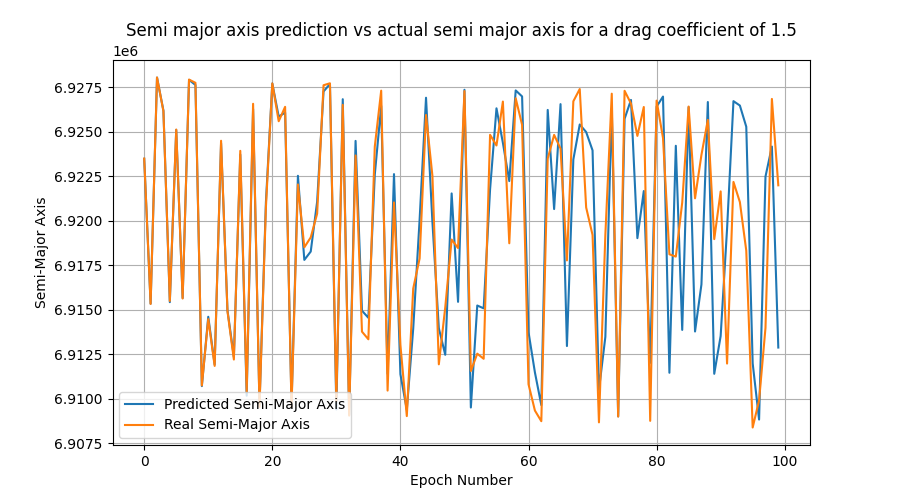 Semi major axis prediction vs actual semi major axis for a drag coefficient of 1.5
1e6
6.9275
6.9250
6.9225
6.9200
6.9175
6.9150
6.9125
6.9100
6.9075
Semi-Major Axis
Predicted Semi-Major Axis
Real Semi-Major Axis
0 20 40 60 80 100
Epoch Number